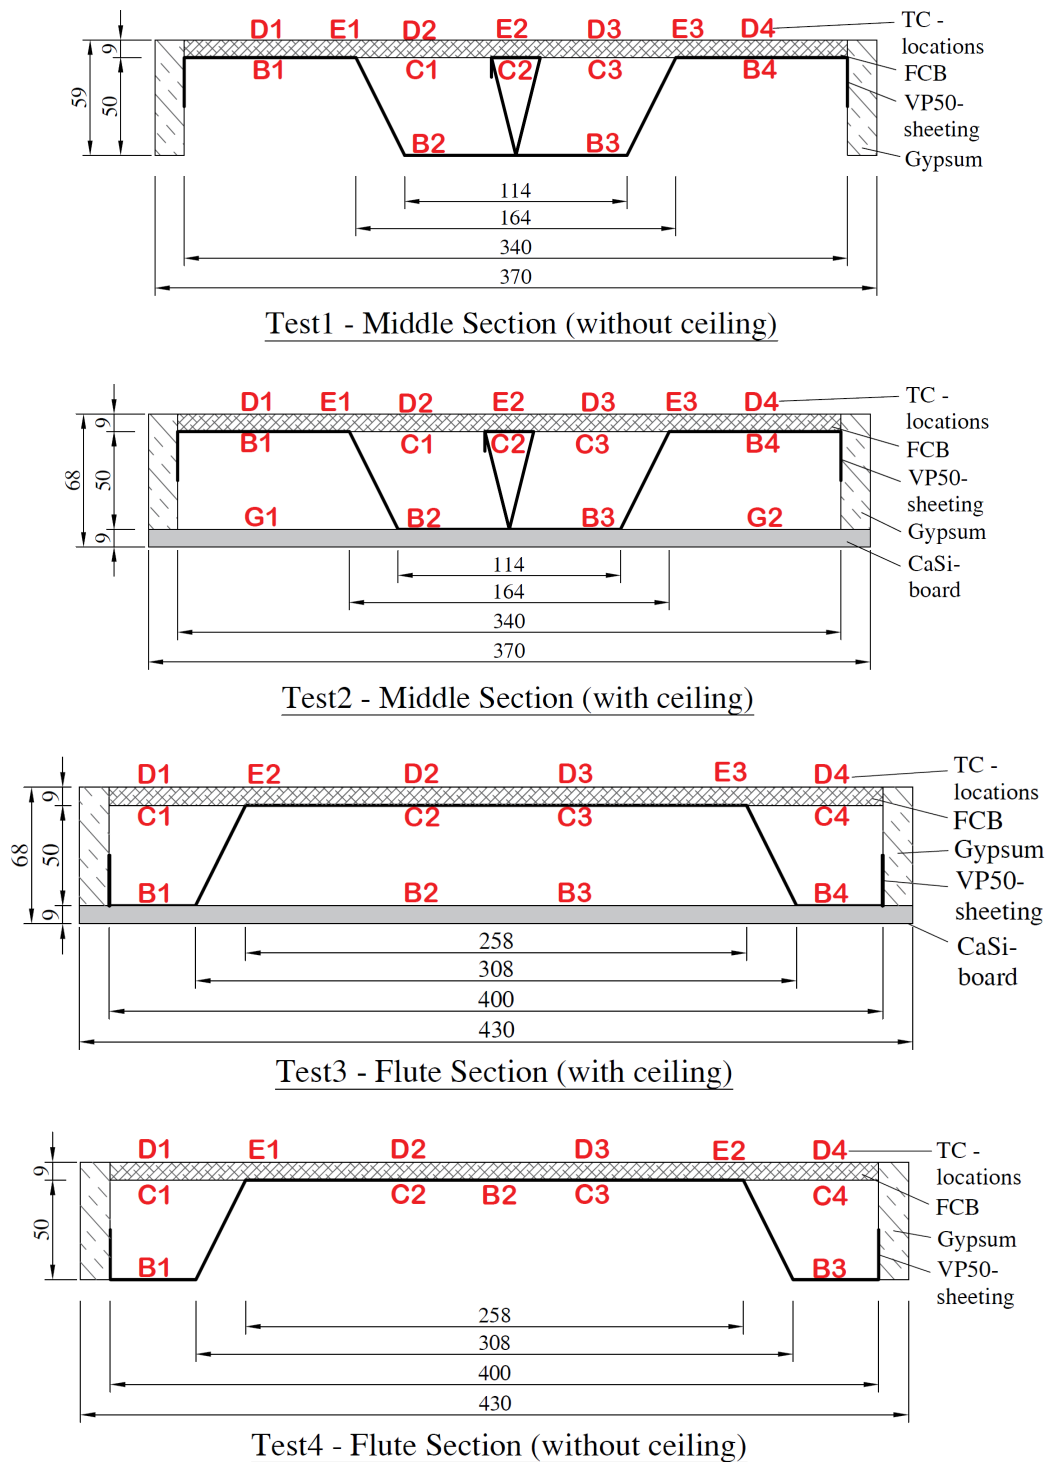 D1 E1 D2 E2 D3 E3 D4 TC -
locations
9 B1 C1 C2 C3 B4 FCB
59 50 VP50-
sheeting
B2 B3 Gypsum
114
164
340
370
Test1 - Middle Section (without ceiling)
D1 E1 D2 E2 D3 E3 D4 TC -
locations
9 B1 C1 C2 C3 B4 FCB
68 50 VP50-
sheeting
G1 B2 B3 G2 Gypsum
9 CaSi-
board
114
164
340
370
Test2 - Middle Section (with ceiling)
D1 E2 D2 D3 E3 D4 TC -
locations
9 C1 C2 C3 C4 FCB
68 50 Gypsum
B1 B2 B3 B4 VP50-
sheeting
9 CaSi-
board
258
308
400
430
Test3 - Flute Section (with ceiling)
D1 E1 D2 D3 E2 D4 TC -
locations
9 C1 C2 B2 C3 C4 FCB
50 Gypsum
B1 B3 VP50-
sheeting
258
308
400
430
Test4 - Flute Section (without ceiling)